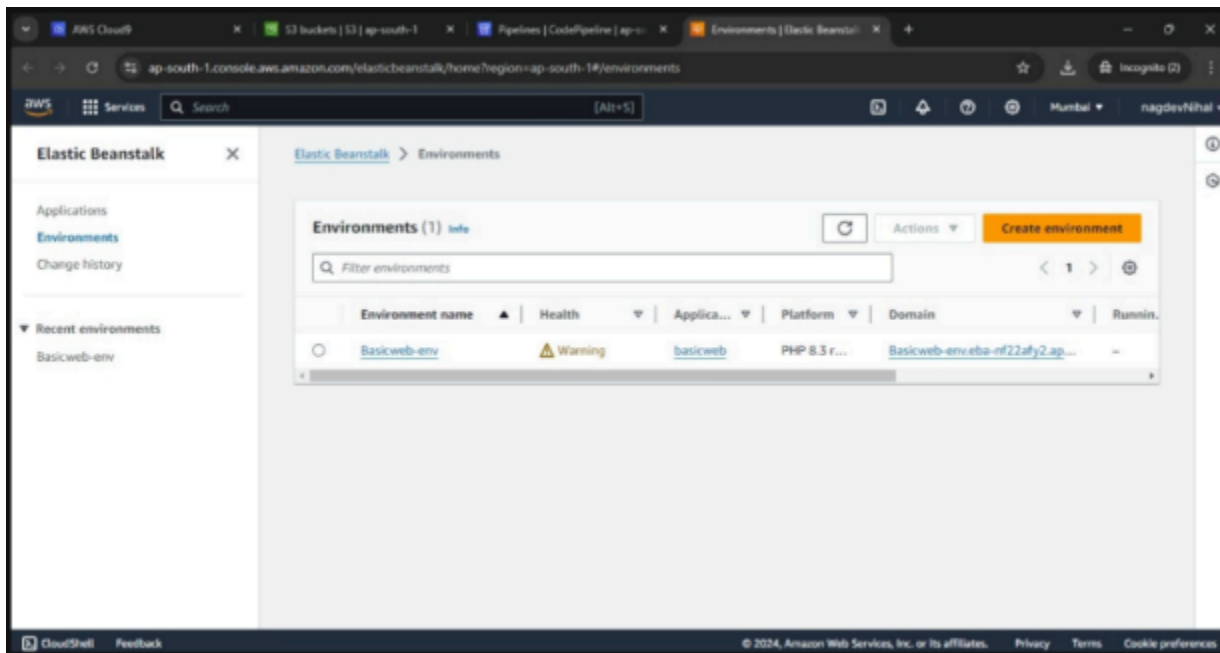 AWS Cloud9
S3 buckets | S3 | ap-south-1
Pipelines | CodePipeline | ap-s
Environments | Elastic Beanstal
ap-south-1.console.aws.amazon.com/elasticbeanstalk/home?region=ap-south-1#/environments
Incognito (2)
aws
Services
Search
[Alt+S]
Mumbai
nagdevNihal
Elastic Beanstalk
Elastic Beanstalk > Environments
Applications
Environments
Change history
Recent environments
Basicweb-env
Environments (1) Info
Actions
Create environment
Filter environments
1
Environment name
Health
Applica...
Platform
Domain
Runnin.
Basicweb-env
Warning
basicweb
PHP 8.3 r...
Basicweb-env.eba-nf22afy2.ap...
–
CloudShell
Feedback
© 2024, Amazon Web Services, Inc. or its affiliates.
Privacy
Terms
Cookie preferences